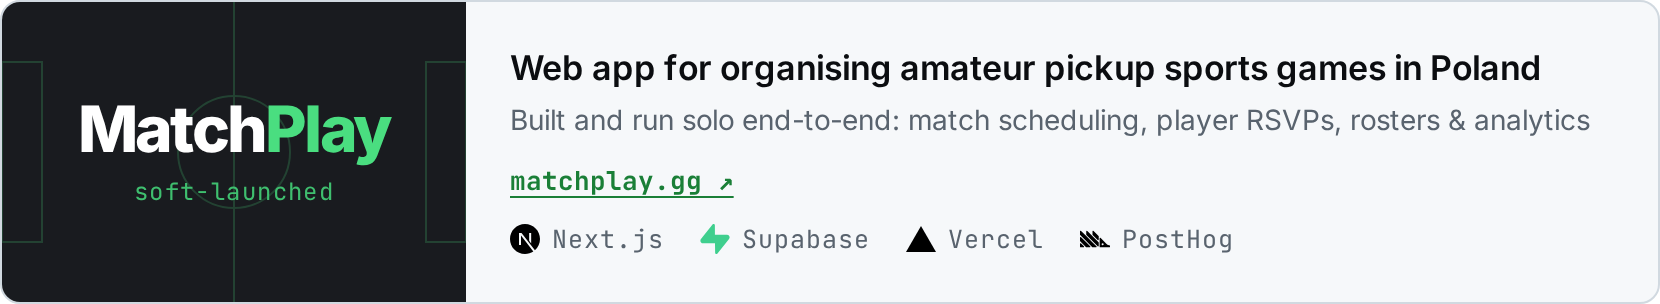 MatchPlay
soft-launched
Web app for organising amateur pickup sports games in Poland
Built and run solo end-to-end: match scheduling, player RSVPs, rosters & analytics
matchplay.gg ↗
Next.js Supabase Vercel PostHog